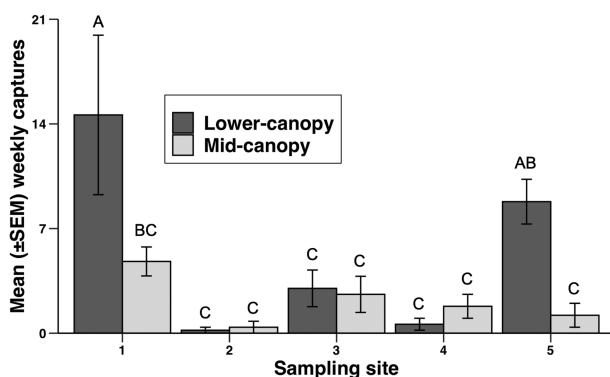 Mean (±SEM) weekly captures
21
14
7
0
A
BC
C
C
C
C
C
C
AB
C
Lower-canopy
Mid-canopy
1
2
3
4
5
Sampling site